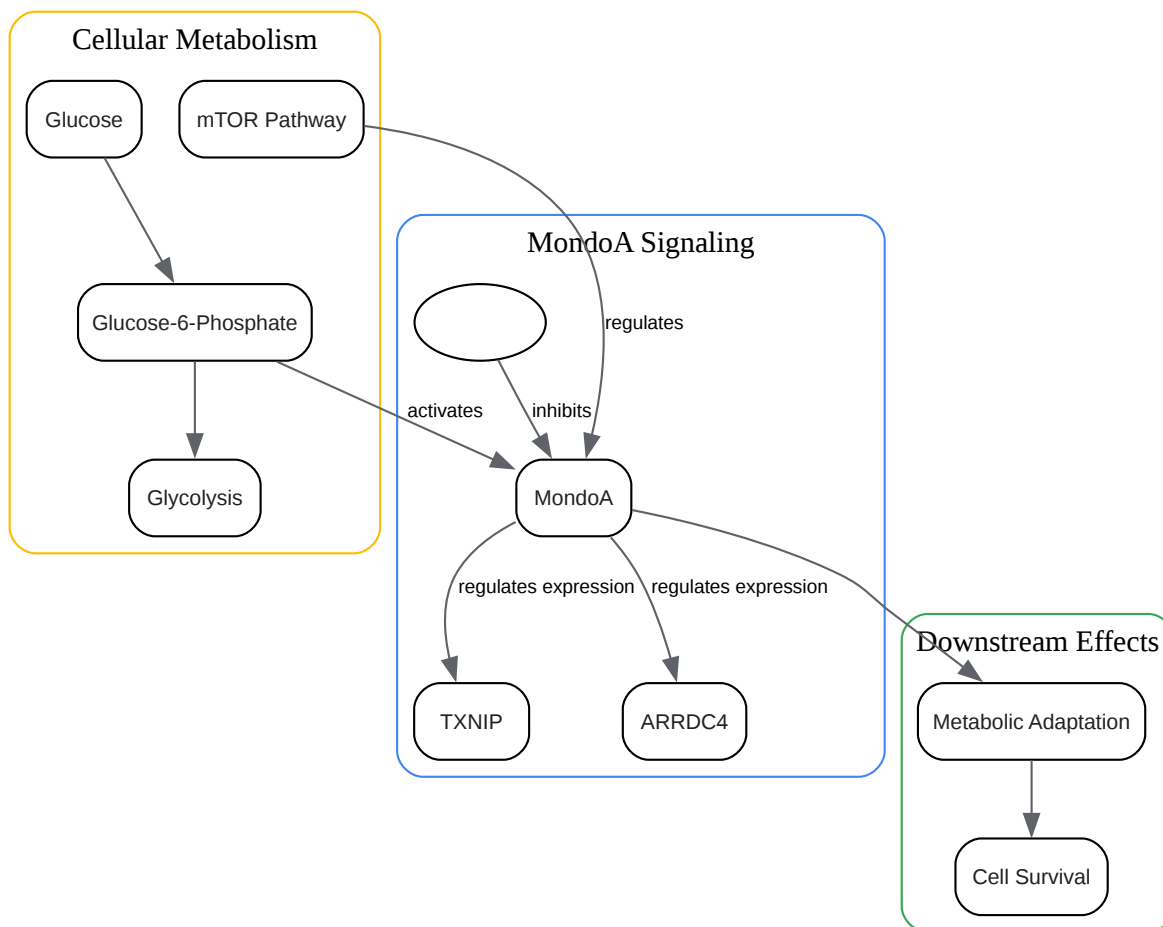 Cellular Metabolism
Glucose
mTOR Pathway
MondoA Signaling
Glucose-6-Phosphate
regulates
activates
inhibits
Glycolysis
MondoA
regulates expression
regulates expression
Downstream Effects
TXNIP
ARRDC4
Metabolic Adaptation
Cell Survival